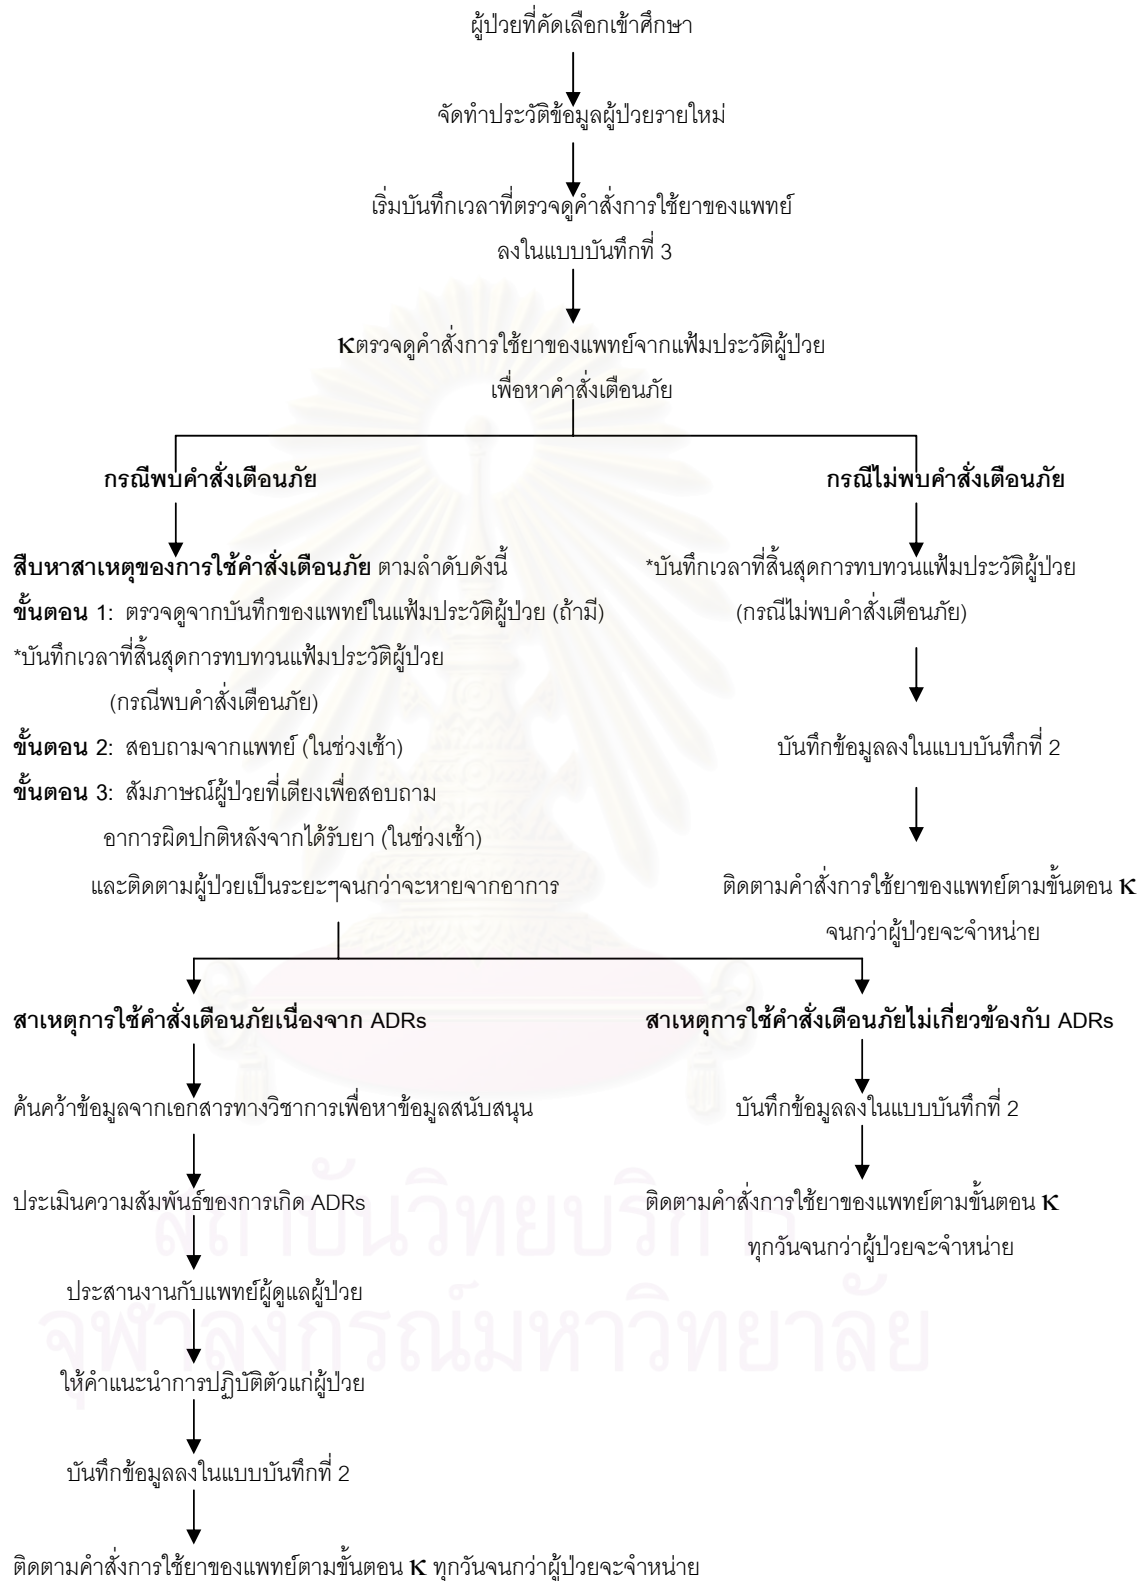 ผู้ป่วยที่คัดเลือกเข้าศึกษา
จัดทำประวัติข้อมูลผู้ป่วยรายใหม่
เริ่มบันทึกเวลาที่ตรวจดูคำสั่งการใช้ยาของแพทย์
ลงในแบบบันทึกที่ 3
κตรวจดูคำสั่งการใช้ยาของแพทย์จากแฟ้มประวัติผู้ป่วย
เพื่อหาคำสั่งเตือนภัย
กรณีพบคำสั่งเตือนภัย
กรณีไม่พบคำสั่งเตือนภัย
สืบหาสาเหตุของการใช้คำสั่งเตือนภัย ตามลำดับดังนี้
ขั้นตอน 1: ตรวจดูจากบันทึกของแพทย์ในแฟ้มประวัติผู้ป่วย (ถ้ามี)
*บันทึกเวลาที่สิ้นสุดการทบทวนแฟ้มประวัติผู้ป่วย
(กรณีพบคำสั่งเตือนภัย)
ขั้นตอน 2: สอบถามจากแพทย์ (ในช่วงเช้า)
ขั้นตอน 3: สัมภาษณ์ผู้ป่วยที่เตียงเพื่อสอบถาม
อาการผิดปกติหลังจากได้รับยา (ในช่วงเช้า)
และติดตามผู้ป่วยเป็นระยะๆจนกว่าจะหายจากอาการ
*บันทึกเวลาที่สิ้นสุดการทบทวนแฟ้มประวัติผู้ป่วย
(กรณีไม่พบคำสั่งเตือนภัย)
บันทึกข้อมูลลงในแบบบันทึกที่ 2
ติดตามคำสั่งการใช้ยาของแพทย์ตามขั้นตอน κ
จนกว่าผู้ป่วยจะจำหน่าย
สาเหตุการใช้คำสั่งเตือนภัยเนื่องจาก ADRs
ค้นคว้าข้อมูลจากเอกสารทางวิชาการเพื่อหาข้อมูลสนับสนุน
ประเมินความสัมพันธ์ของการเกิด ADRs
ประสานงานกับแพทย์ผู้ดูแลผู้ป่วย
ให้คำแนะนำการปฏิบัติตัวแก่ผู้ป่วย
บันทึกข้อมูลลงในแบบบันทึกที่ 2
ติดตามคำสั่งการใช้ยาของแพทย์ตามขั้นตอน κ ทุกวันจนกว่าผู้ป่วยจะจำหน่าย
สาเหตุการใช้คำสั่งเตือนภัยไม่เกี่ยวข้องกับ ADRs
บันทึกข้อมูลลงในแบบบันทึกที่ 2
ติดตามคำสั่งการใช้ยาของแพทย์ตามขั้นตอน κ
ทุกวันจนกว่าผู้ป่วยจะจำหน่าย
สถาบันวิทยบริการ
จุฬาลงกรณ์มหาวิทยาลัย